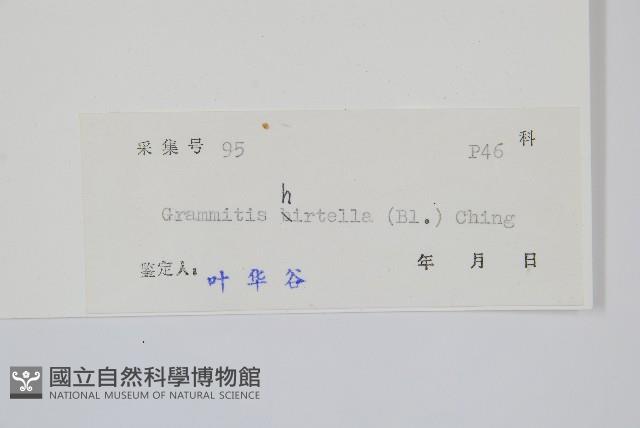 采集号 95 P46 科
h
Grammitis hirtella (Bl.) Ching
鉴定人: 叶华谷 年 月 日
國立自然科學博物館
NATIONAL MUSEUM OF NATURAL SCIENCE